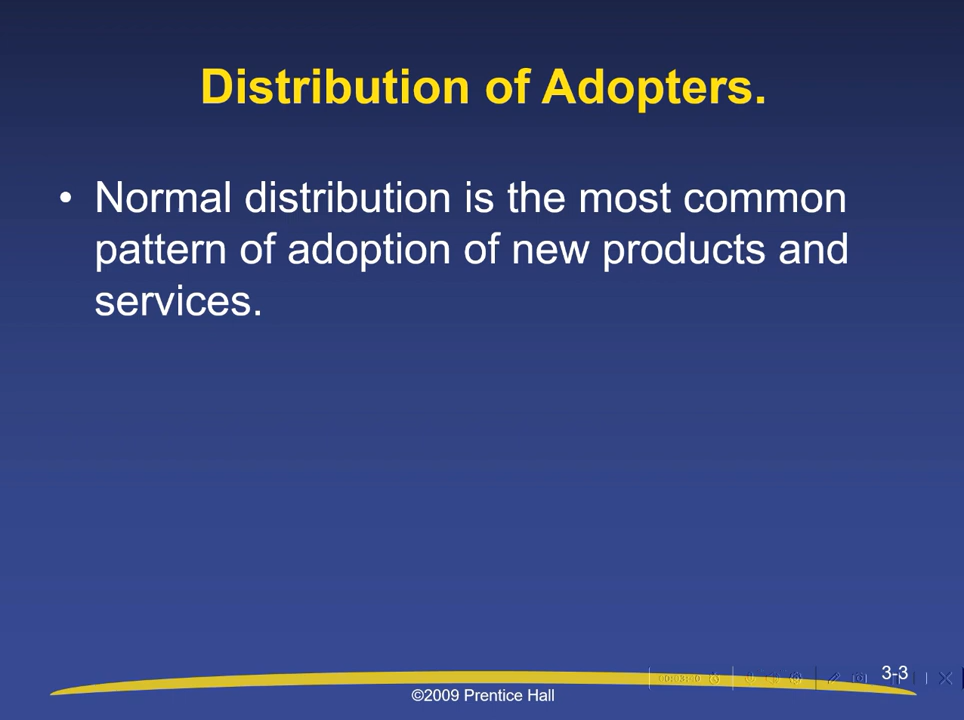 Distribution of Adopters.
• Normal distribution is the most common
pattern of adoption of new products and
services.
3-3
©2009 Prentice Hall